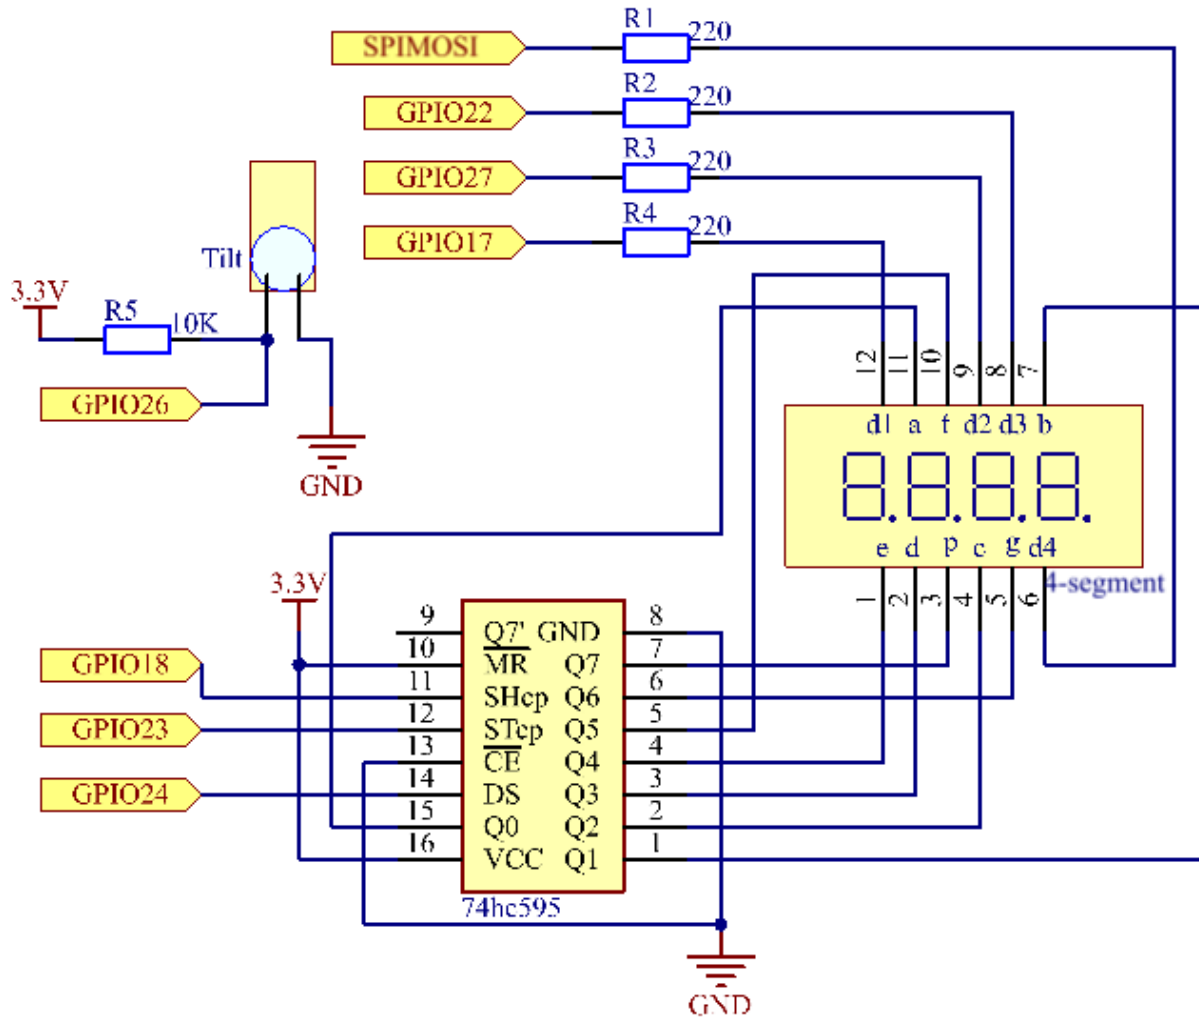 R1
SPIMOSI
220
R2
GPIO22
220
R3
GPIO27
220
R4
GPIO17
220
Tilt
3.3V
R5
10K
GPIO26
GND
12 11 10 9 8 7
d1 a f d2 d3 b
e d p c g d4
4-segment
1 2 3 4 5 6
3.3V
9 Q7' GND 8
GPIO18
10 MR Q7 7
11 SHcp Q6 6
GPIO23
12 STcp Q5 5
13 CE Q4 4
GPIO24
14 DS Q3 3
15 Q0 Q2 2
16 VCC Q1 1
74hc595
GND